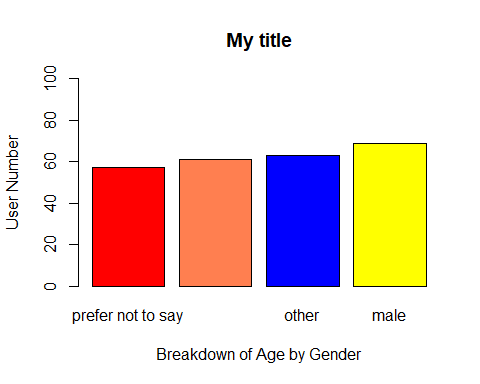 My title
User Number
100
80
60
40
20
0
prefer not to say other male
Breakdown of Age by Gender